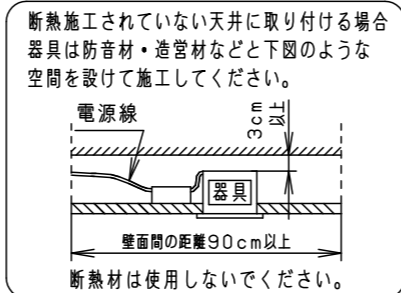 断熱施工されていない天井に取り付ける場合
器具は防音材・造営材などと下図のような
空間を設けて施工してください。
電源線
3cm
以上
器具
壁面間の距離90cm以上
断熱材は使用しないでください。